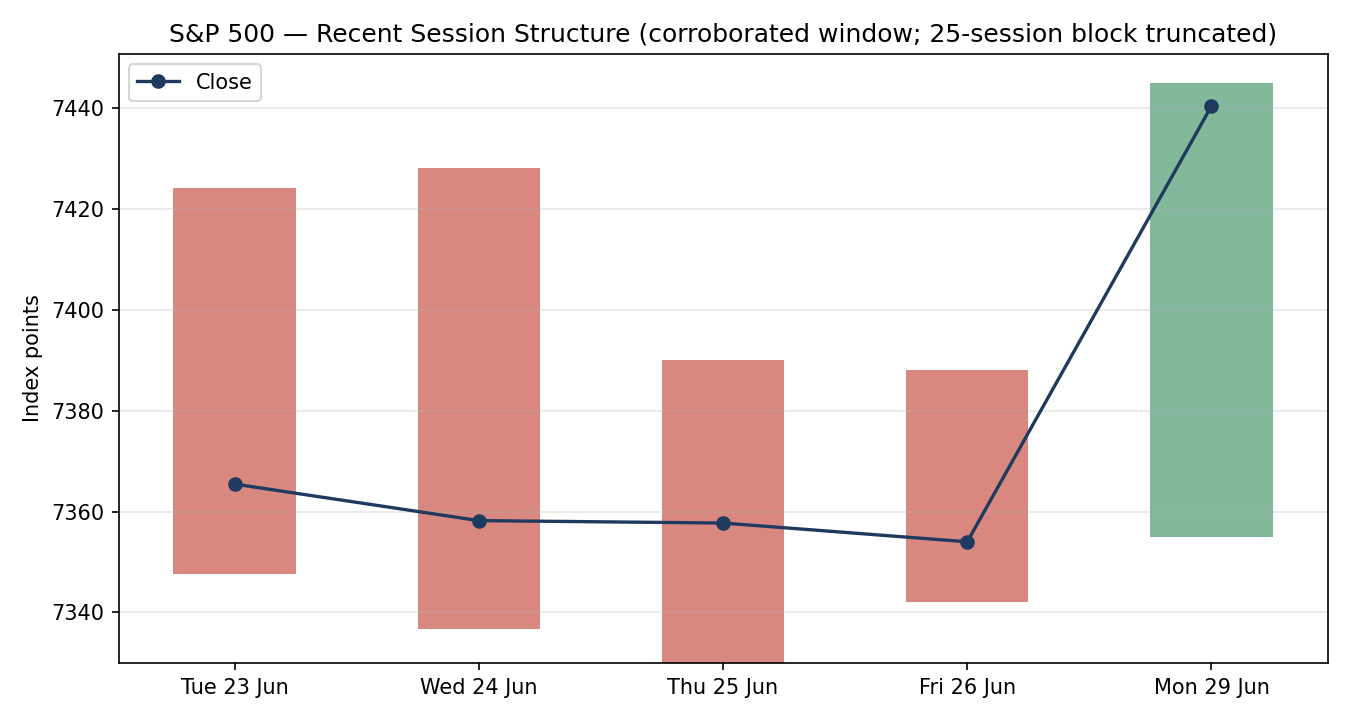 S&P 500 — Recent Session Structure (corroborated window; 25-session block truncated)
Close
Index points
7440
7420
7400
7380
7360
7340
Tue 23 Jun
Wed 24 Jun
Thu 25 Jun
Fri 26 Jun
Mon 29 Jun